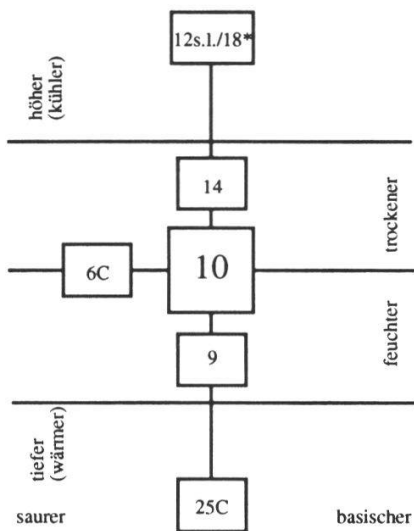 12s.l./18*
höher
(kühler)
14
trockener
6C
10
9
feuchter
tiefer
(wärmer)
25C
saurer
basischer